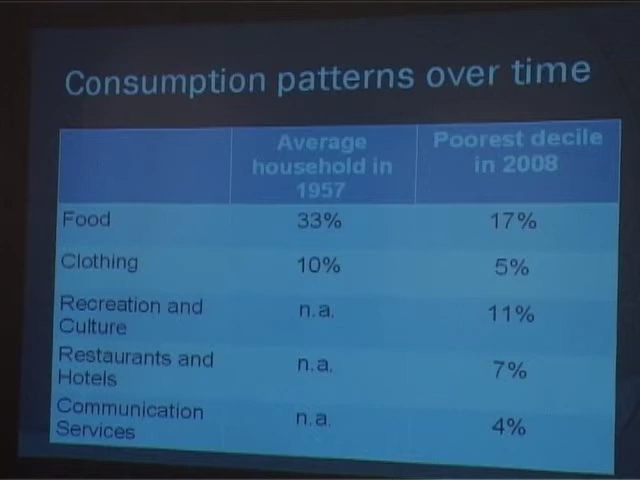 Consumption patterns over time
Average household in 1957
Poorest decile in 2008
Food 33% 17%
Clothing 10% 5%
Recreation and Culture n.a. 11%
Restaurants and Hotels n.a. 7%
Communication Services n.a. 4%